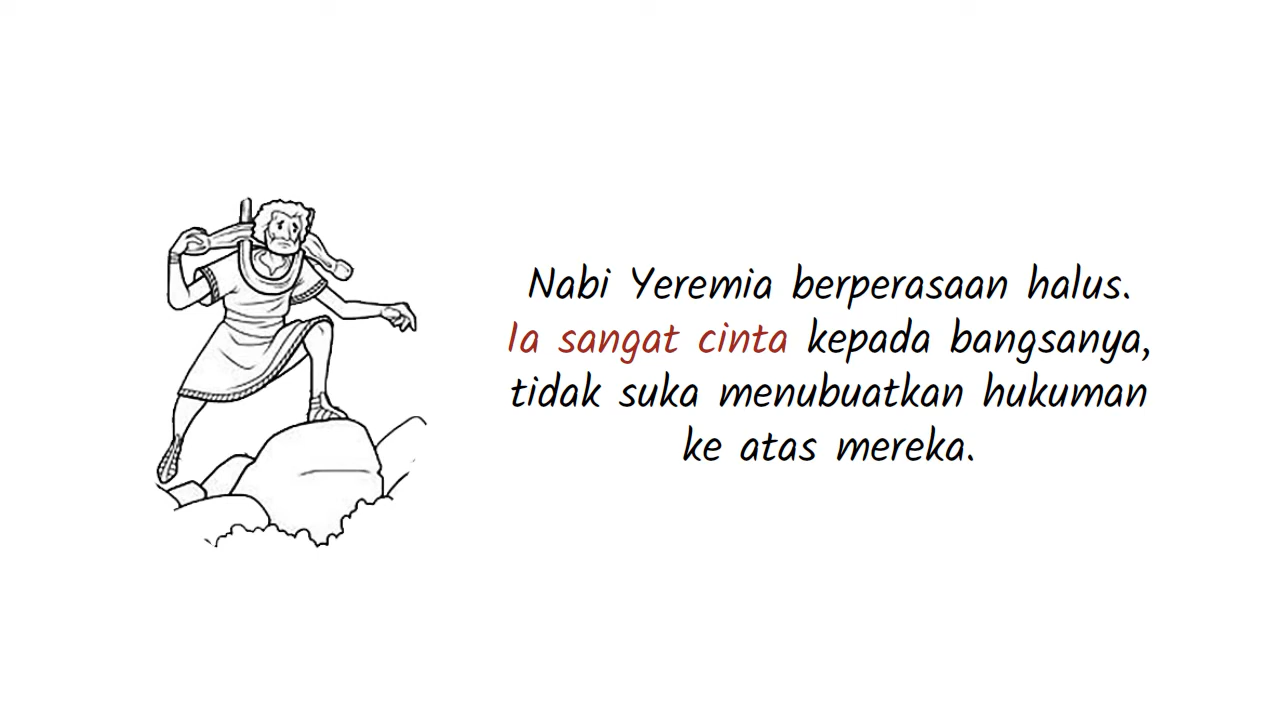 Nabi Yeremia berperasaan halus.
Ia sangat cinta kepada bangsanya,
tidak suka menubuatkan hukuman
ke atas mereka.